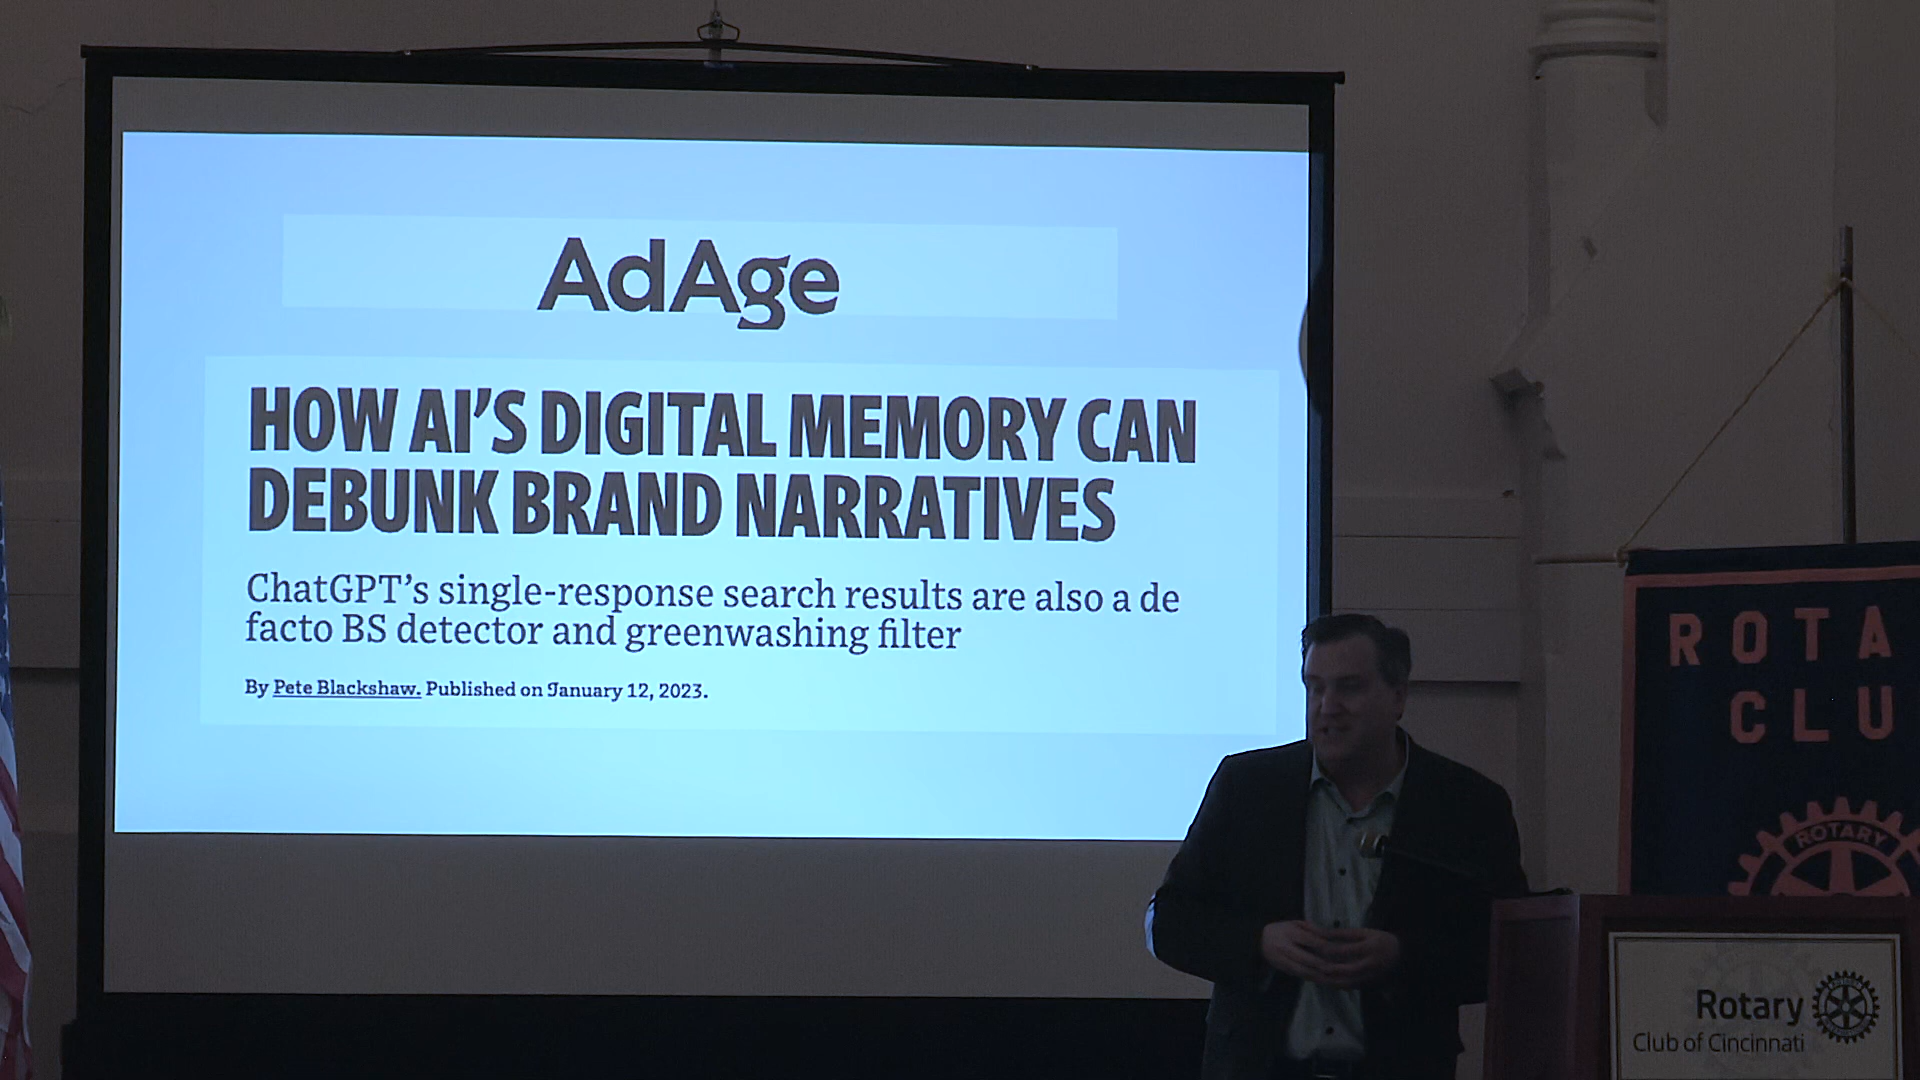 AdAge
HOW AI'S DIGITAL MEMORY CAN
DEBUNK BRAND NARRATIVES
ChatGPT's single-response search results are also a de
facto BS detector and greenwashing filter
By Pete Blackshaw. Published on January 12, 2023.
ROTA
CLU
ROTARY
Rotary
Club of Cincinnati